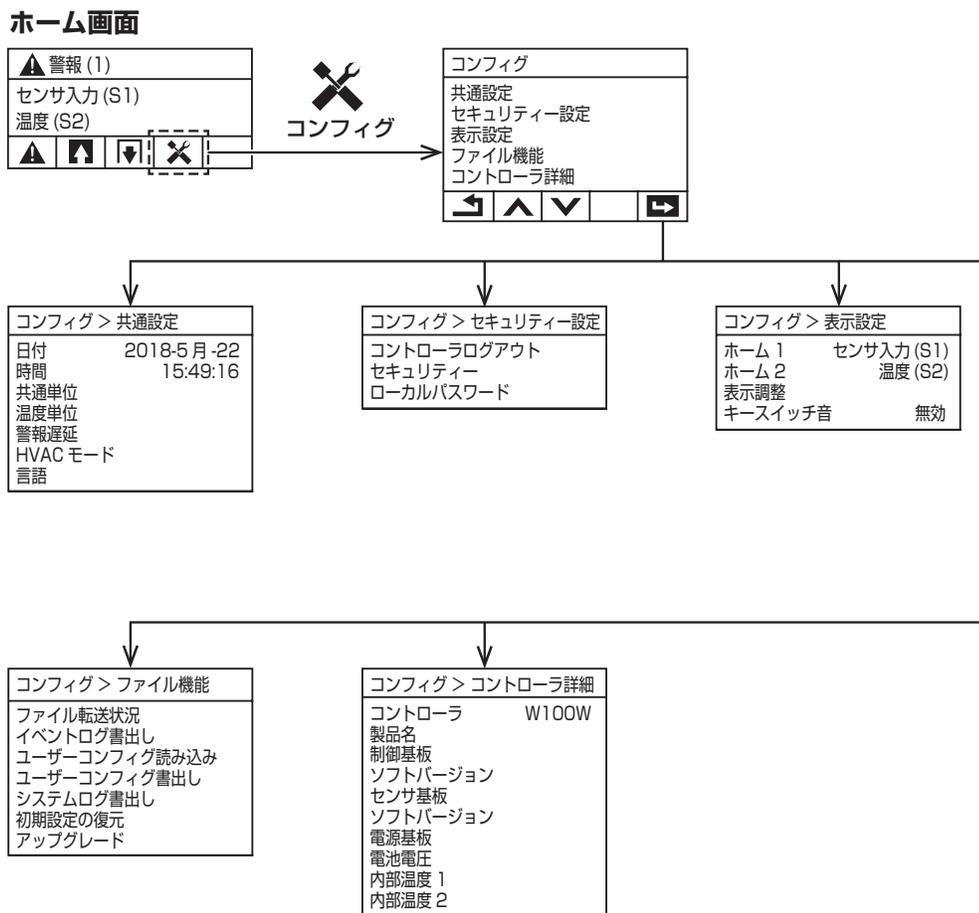 ホーム画面
警報 (1)
センサ入力 (S1)
温度 (S2)
コンフィグ
コンフィグ
共通設定
セキュリティー設定
表示設定
ファイル機能
コントローラ詳細
コンフィグ > 共通設定
日付 2018-5 月 -22
時間 15:49:16
共通単位
温度単位
警報遅延
HVAC モード
言語
コンフィグ > セキュリティー設定
コントローラログアウト
セキュリティー
ローカルパスワード
コンフィグ > 表示設定
ホーム 1 センサ入力 (S1)
ホーム 2 温度 (S2)
表示調整
キースイッチ音 無効
コンフィグ > ファイル機能
ファイル転送状況
イベントログ書出し
ユーザーコンフィグ読み込み
ユーザーコンフィグ書出し
システムログ書出し
初期設定の復元
アップグレード
コンフィグ > コントローラ詳細
コントローラ W100W
製品名
制御基板
ソフトバージョン
センサ基板
ソフトバージョン
電源基板
電池電圧
内部温度 1
内部温度 2